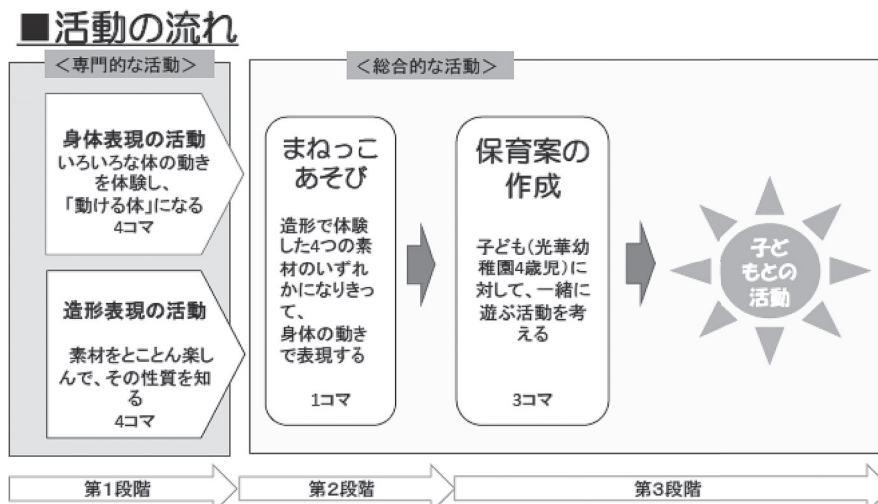 ■活動の流れ
＜専門的な活動＞
身体表現の活動
いろいろな体の動き
を体験し、
「動ける体」になる
4コマ
造形表現の活動
素材をとことん楽し
んで、その性質を知
る
4コマ
＜総合的な活動＞
まねっこ
あそび
造形で体験
した4つの素
材のいずれ
かになりきっ
て、
身体の動き
で表現する
1コマ
保育案の
作成
子ども(光華幼
稚園4歳児)に
対して、一緒に
遊ぶ活動を考
える
3コマ
子ど
もとの
活動
第1段階
第2段階
第3段階